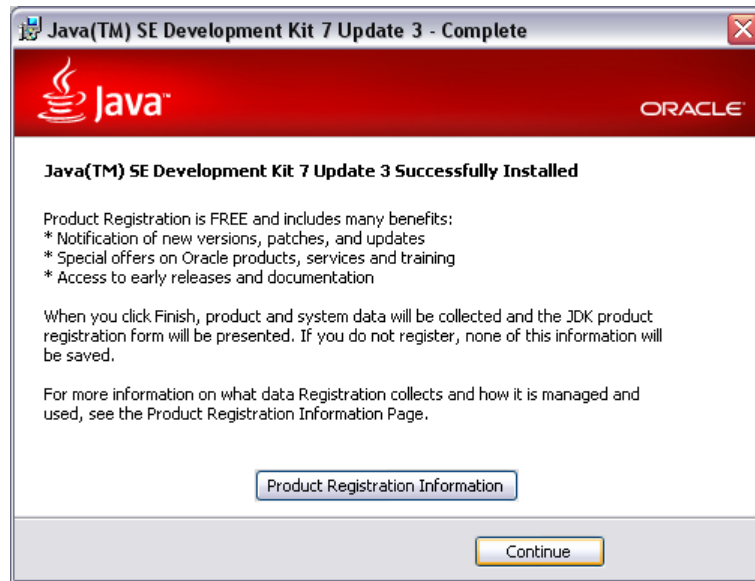 Java(TM) SE Development Kit 7 Update 3 - Complete
Java™
ORACLE
Java(TM) SE Development Kit 7 Update 3 Successfully Installed
Product Registration is FREE and includes many benefits:
* Notification of new versions, patches, and updates
* Special offers on Oracle products, services and training
* Access to early releases and documentation
When you click Finish, product and system data will be collected and the JDK product
registration form will be presented. If you do not register, none of this information will
be saved.
For more information on what data Registration collects and how it is managed and
used, see the Product Registration Information Page.
Product Registration Information
Continue